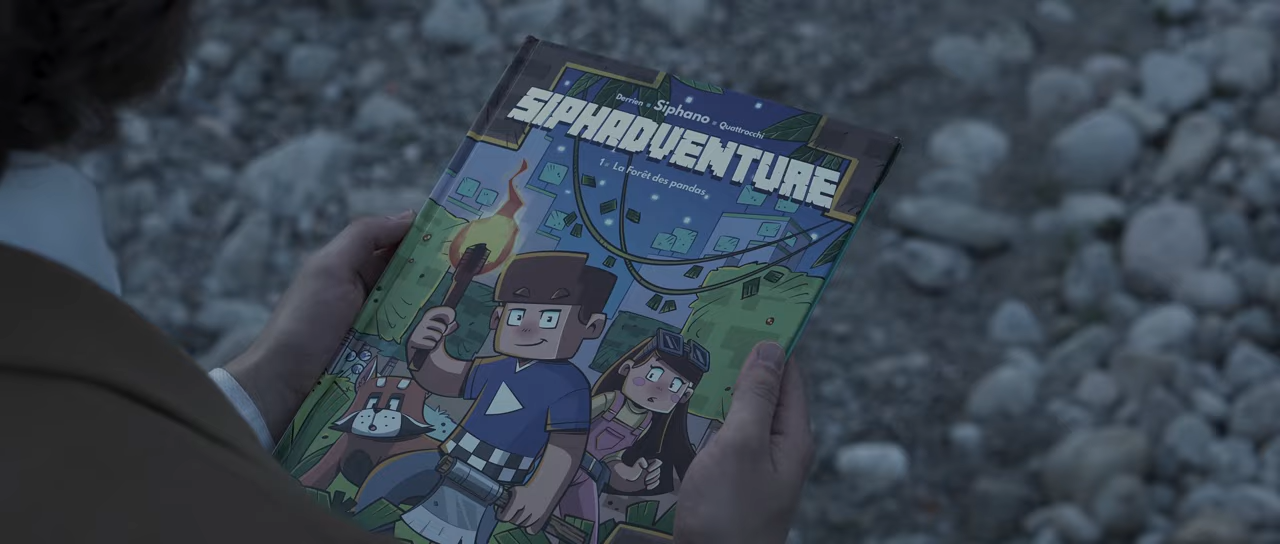 Derrien • Siphano • Quattrocchi
SIPHADVENTURE
1 • La Forêt des pandas